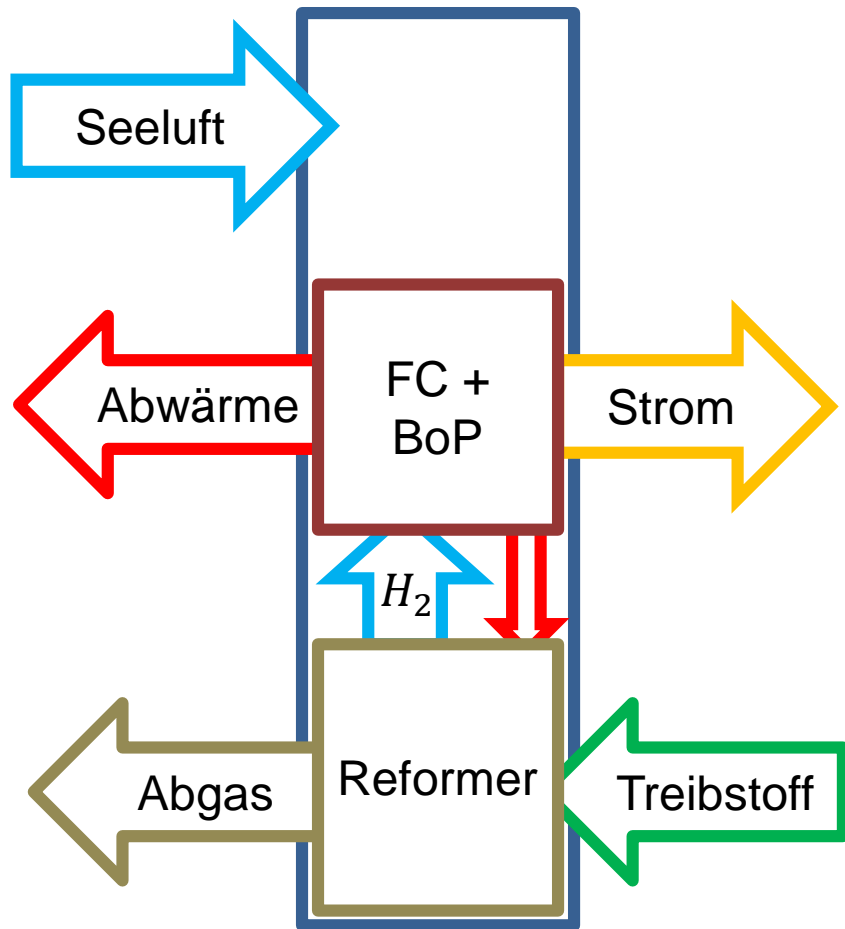 Seeluft
Abwärme
FC +
BoP
Strom
H₂
Abgas
Reformer
Treibstoff